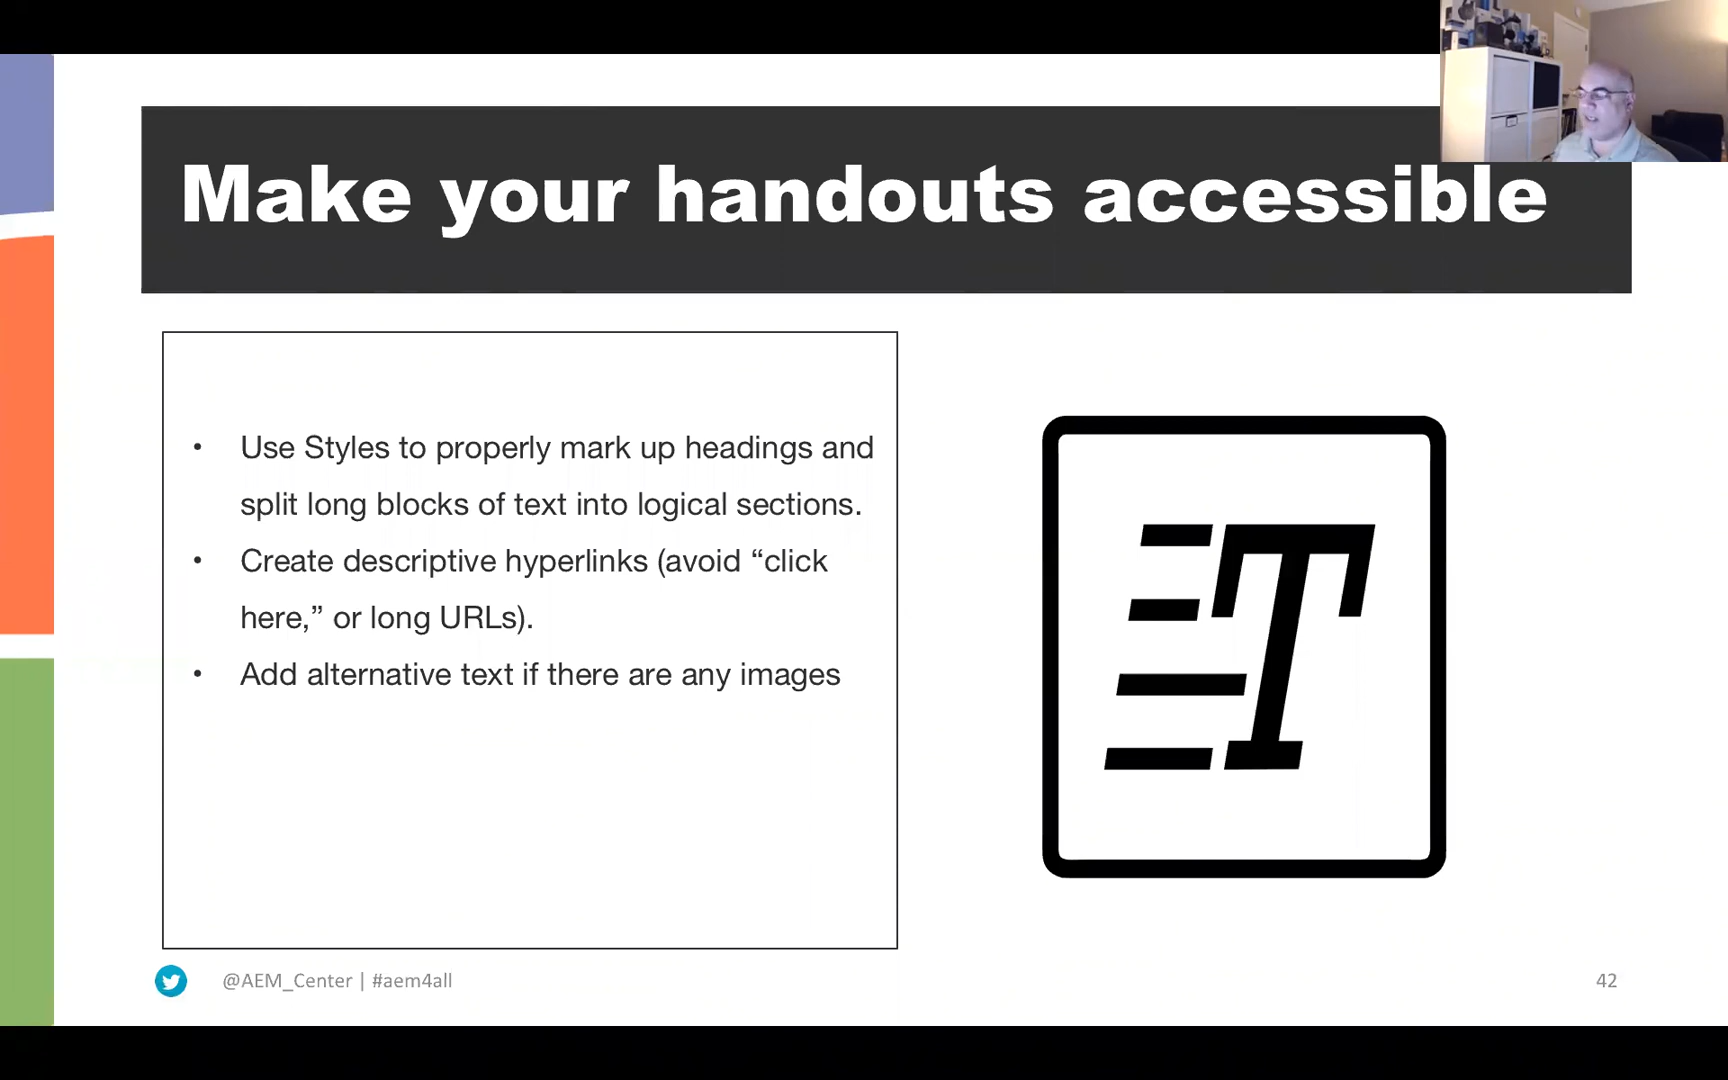 Make your handouts accessible
• Use Styles to properly mark up headings and
split long blocks of text into logical sections.
• Create descriptive hyperlinks (avoid “click
here,” or long URLs).
• Add alternative text if there are any images
T
@AEM_Center | #aem4all
42